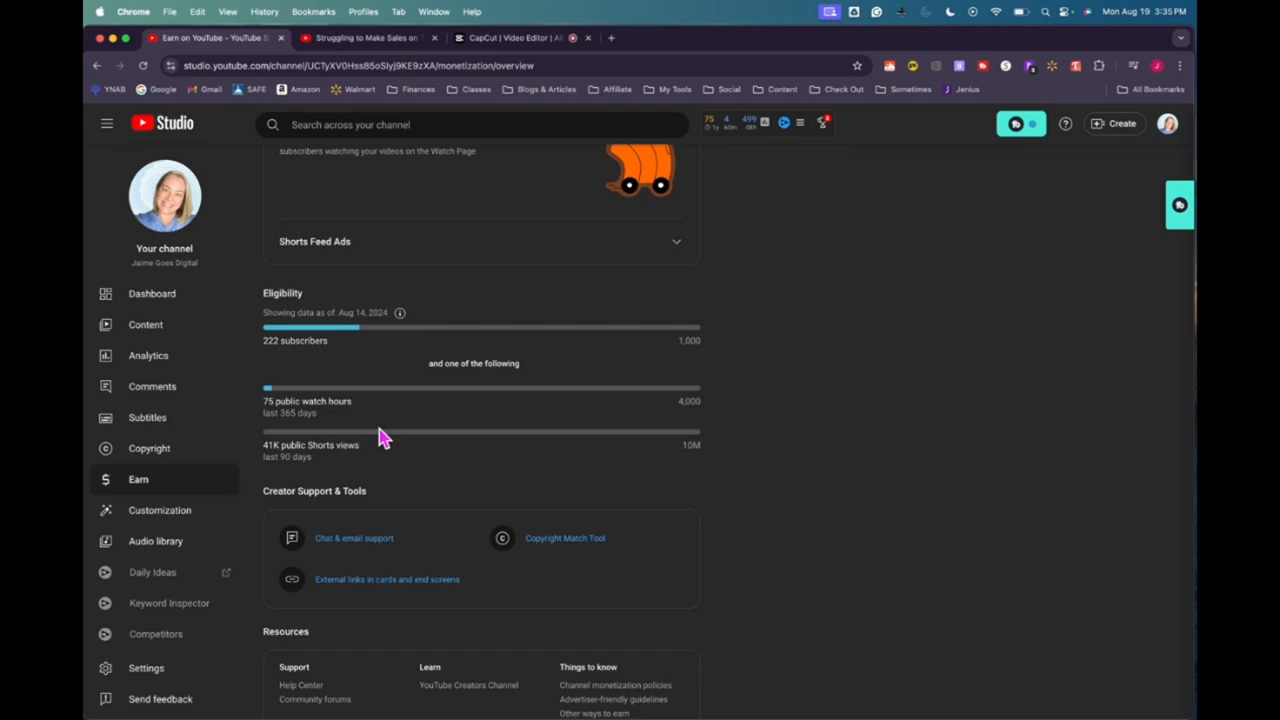 Chrome File Edit View History Bookmarks Profiles Tab Window Help Mon Aug 19 3:35 PM
Earn on YouTube - YouTube S Struggling to Make Sales on CapCut | Video Editor | Al
studio.youtube.com/channel/UCTyXV0Hss85oSIyj9KE9zXA/monetization/overview
YNAB Google Gmail SAFE Amazon Walmart Finances Classes Blogs & Articles Affiliate My Tools Social Content Check Out Sometimes Jenius All Bookmarks
Studio Search across your channel 75 1y 4 60m 499 48h Create
subscribers watching your videos on the Watch Page
Shorts Feed Ads
Your channel
Jaime Goes Digital
Dashboard
Content
Analytics
Comments
Subtitles
Copyright
Earn
Customization
Audio library
Daily Ideas
Keyword Inspector
Competitors
Settings
Send feedback
Eligibility
Showing data as of: Aug 14, 2024
222 subscribers 1,000
and one of the following
75 public watch hours 4,000
last 365 days
41K public Shorts views 10M
last 90 days
Creator Support & Tools
Chat & email support Copyright Match Tool
External links in cards and end screens
Resources
Support Learn Things to know
Help Center YouTube Creators Channel Channel monetization policies
Community forums Advertiser-friendly guidelines
Other ways to earn